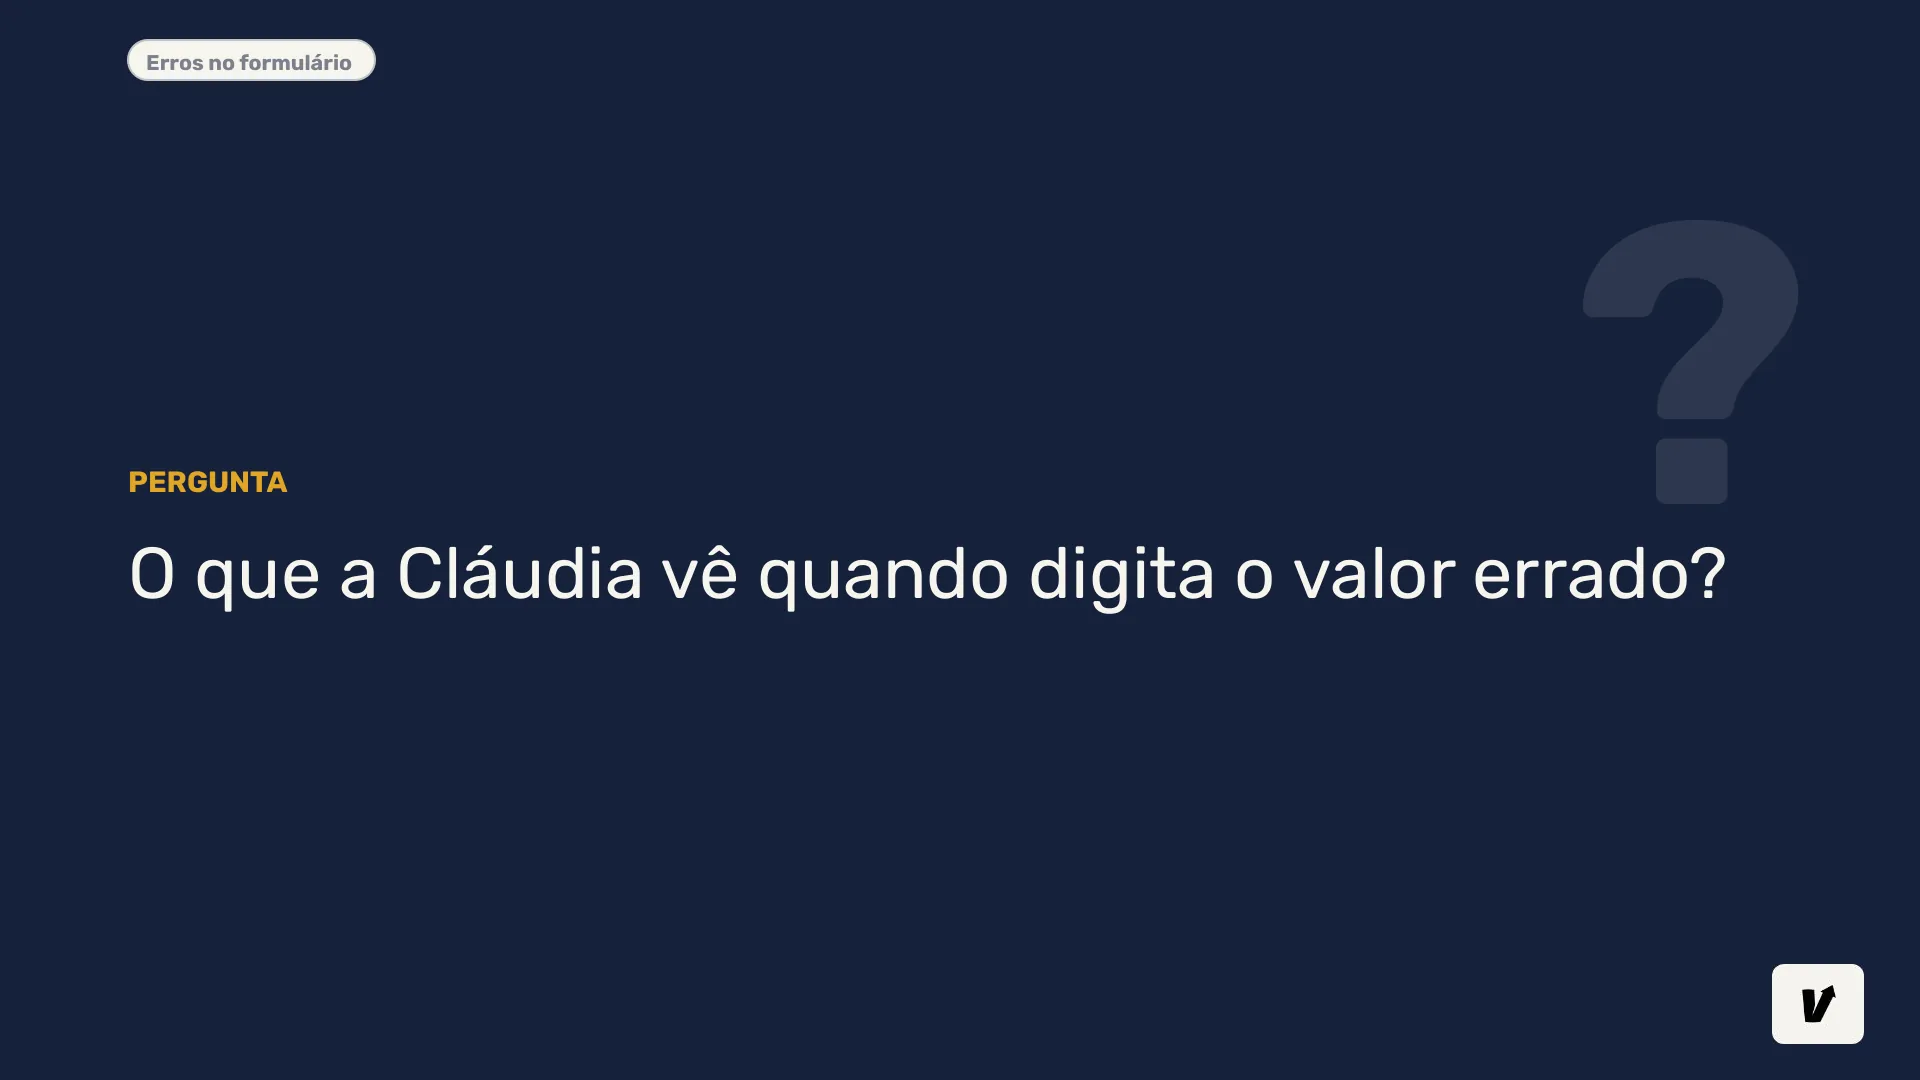 Erros no formulário
?
PERGUNTA
O que a Cláudia vê quando digita o valor errado?
V